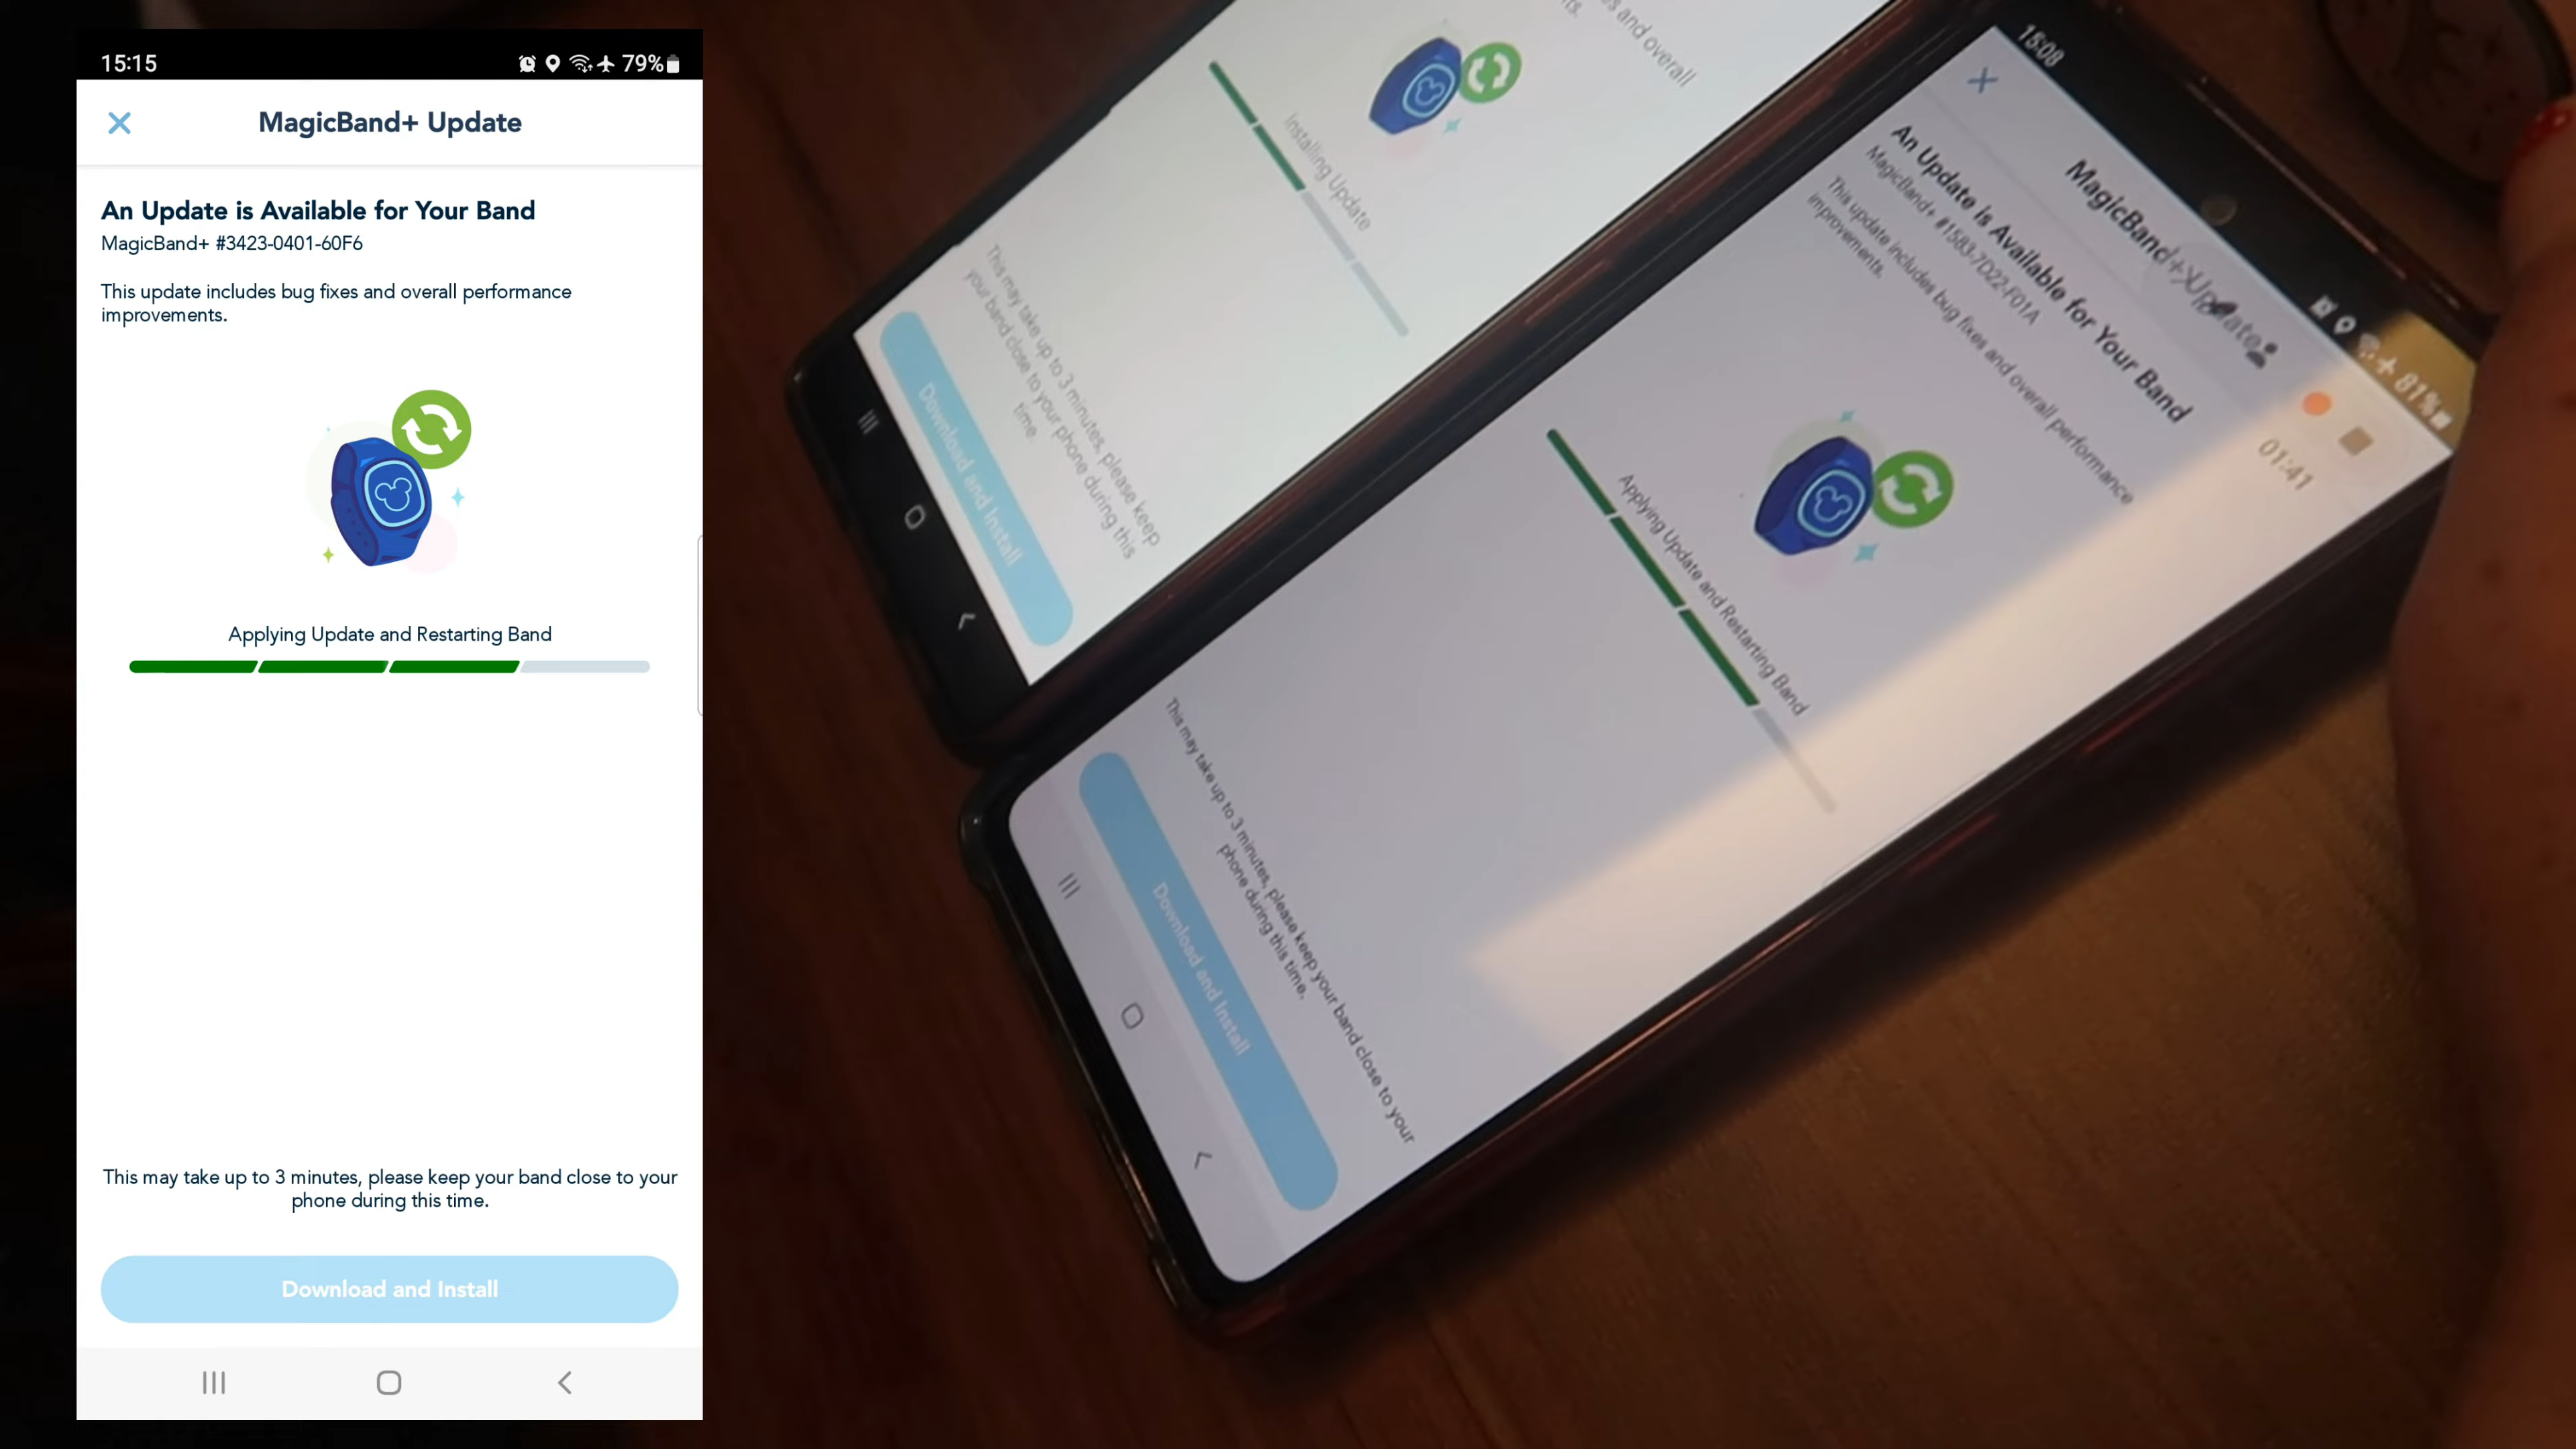 15:15
79%
MagicBand+ Update
An Update is Available for Your Band
MagicBand+ #3423-0401-60F6
This update includes bug fixes and overall performance
improvements.
Applying Update and Restarting Band
This may take up to 3 minutes, please keep your band close to your
phone during this time.
Download and Install
s and overall
ts.
Installing Update
This may take up to 3 minutes, please keep
your band close to your phone during this
time.
Download and Install
15:08
81%
MagicBand+ Update
01:41
An Update is Available for Your Band
MagicBand+ #1583-7D22-F01A
This update includes bug fixes and overall performance
improvements.
Applying Update and Restarting Band
This may take up to 3 minutes, please keep your band close to your
phone during this time.
Download and Install